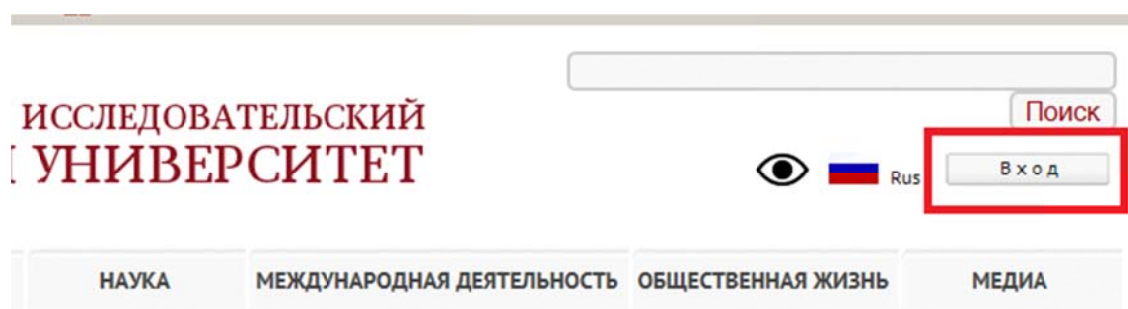 Поиск
ИССЛЕДОВАТЕЛЬСКИЙ
УНИВЕРСИТЕТ
Rus
Вход
НАУКА
МЕЖДУНАРОДНАЯ ДЕЯТЕЛЬНОСТЬ
ОБЩЕСТВЕННАЯ ЖИЗНЬ
МЕДИА